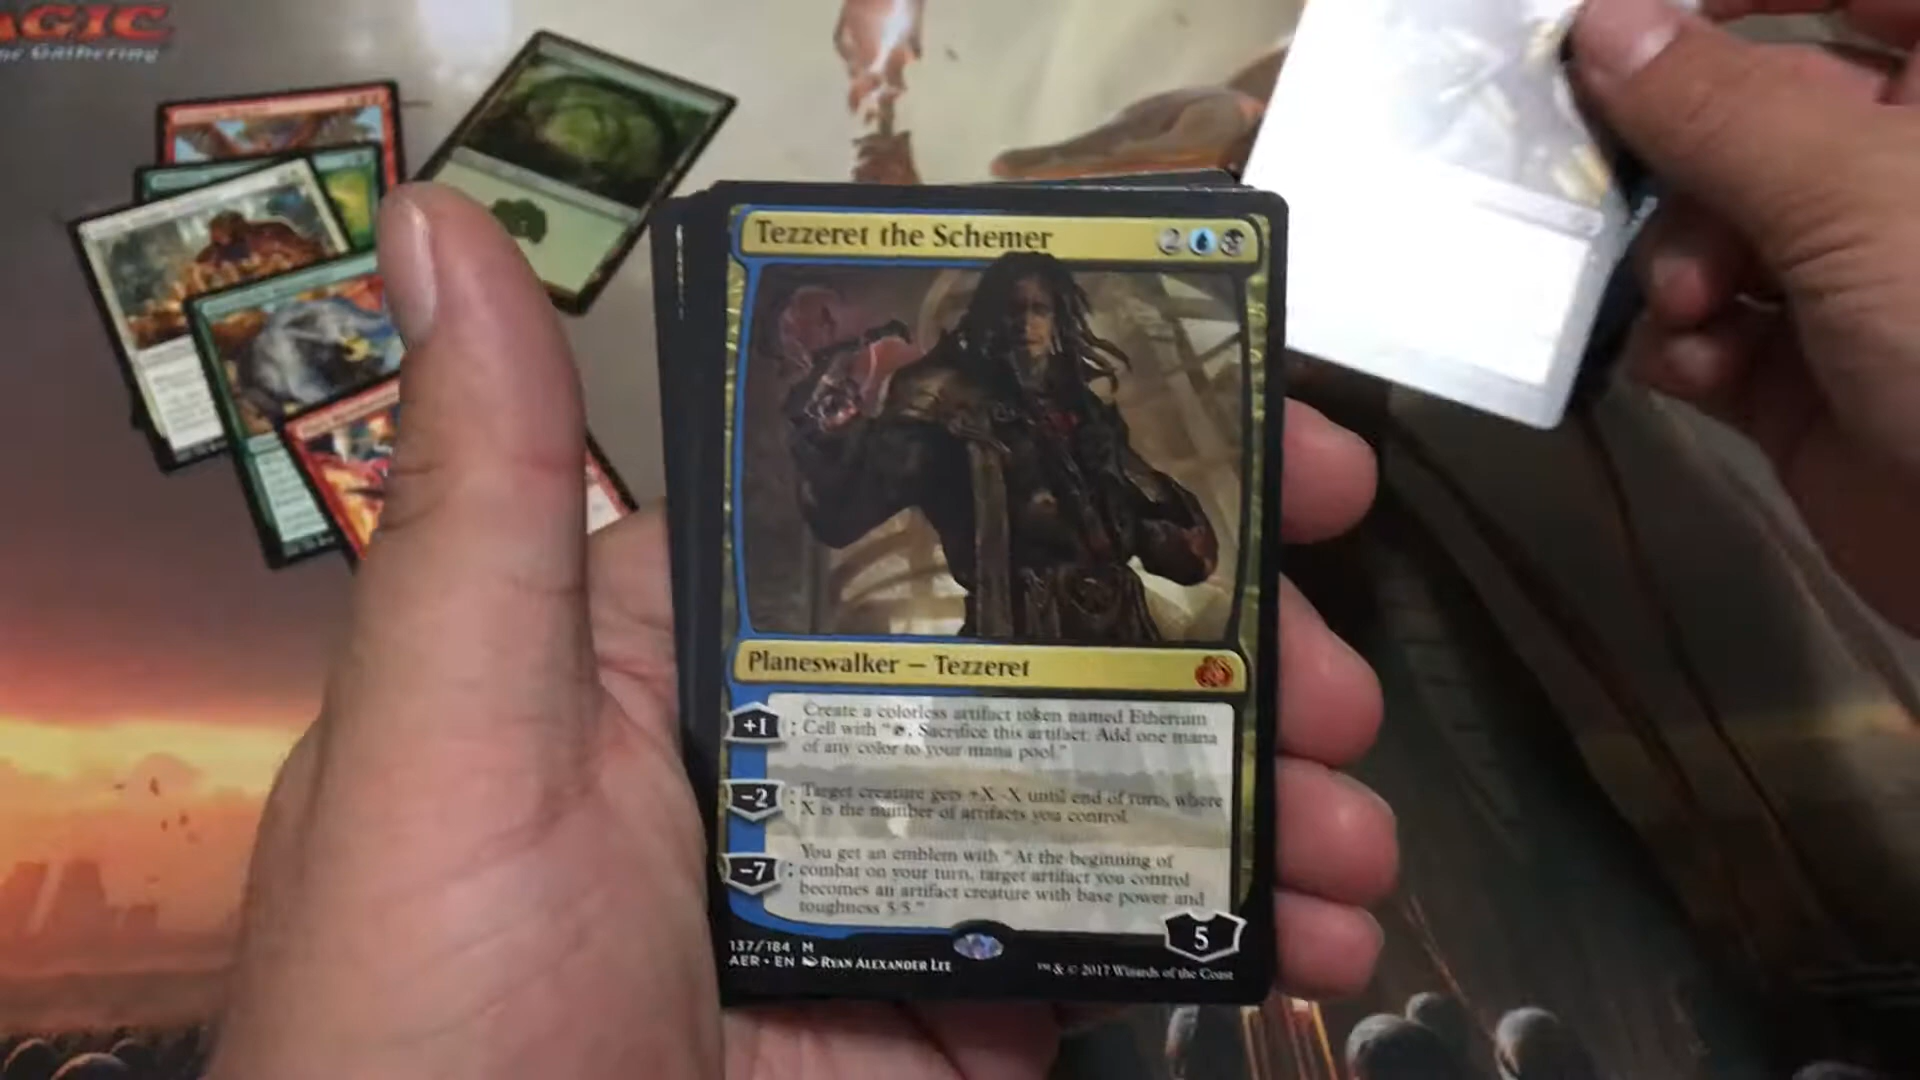 AGIC
he Gathering
Tezzeret the Schemer 2
Planeswalker — Tezzeret
+1 : Create a colorless artifact token named Etherium
Cell with ", Sacrifice this artifact: Add one mana
of any color to your mana pool."
−2 : Target creature gets +X/-X until end of turn, where
X is the number of artifacts you control.
−7 : You get an emblem with "At the beginning of
combat on your turn, target artifact you control
becomes an artifact creature with base power and
toughness 5/5."
5
137/184 M
AER • EN RYAN ALEXANDER LEE
™ & © 2017 Wizards of the Coast